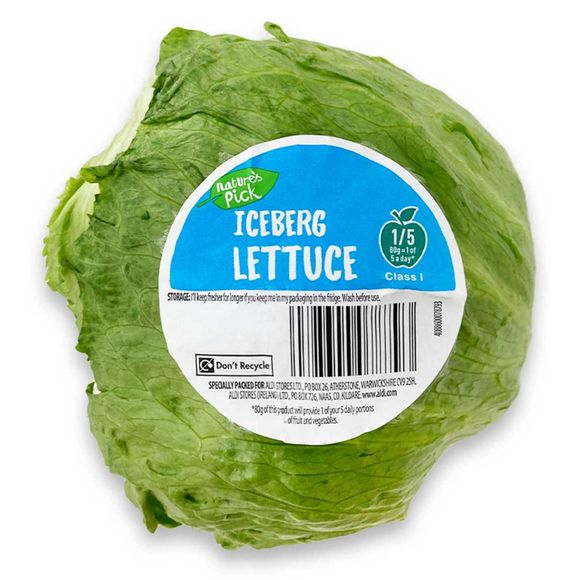 nature's
Pick
ICEBERG
LETTUCE
1/5
80g=1 of
5 a day*
Class I
STORAGE: I'll keep fresher for longer if you keep me in my packaging in the fridge. Wash before use.
4088600078793
Don't Recycle
SPECIALLY PACKED FOR ALDI STORES LTD., PO BOX 26, ATHERSTONE, WARWICKSHIRE CV9 2SH.
ALDI STORES (IRELAND) LTD, PO BOX 726, NAAS, CO. KILDARE. www.aldi.com
*80g of this product will provide 1 of your 5 daily portions
of fruit and vegetables.